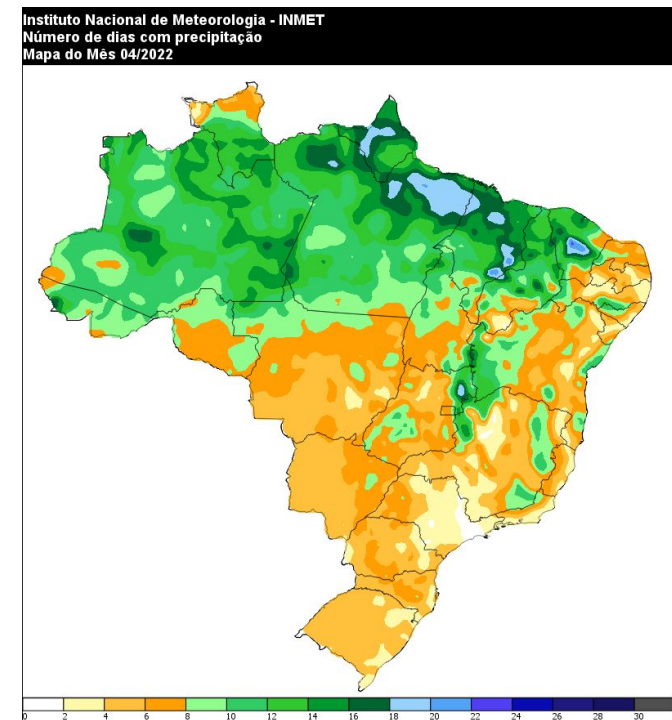 Instituto Nacional de Meteorologia - INMET
Número de dias com precipitação
Mapa do Mês 04/2022
0 2 4 6 8 10 12 14 16 18 20 22 24 26 28 30